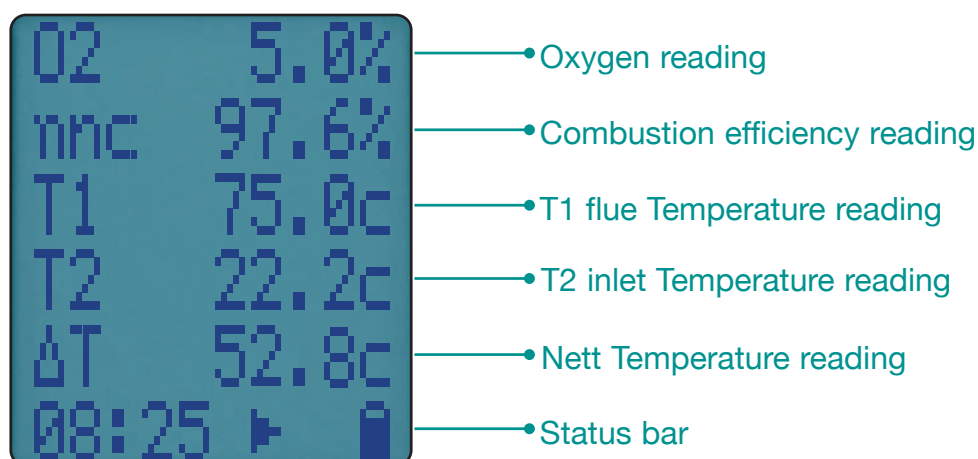 O2 5.0% Oxygen reading
nnc 97.6% Combustion efficiency reading
T1 75.0c T1 flue Temperature reading
T2 22.2c T2 inlet Temperature reading
ΔT 52.8c Nett Temperature reading
08:25 Status bar